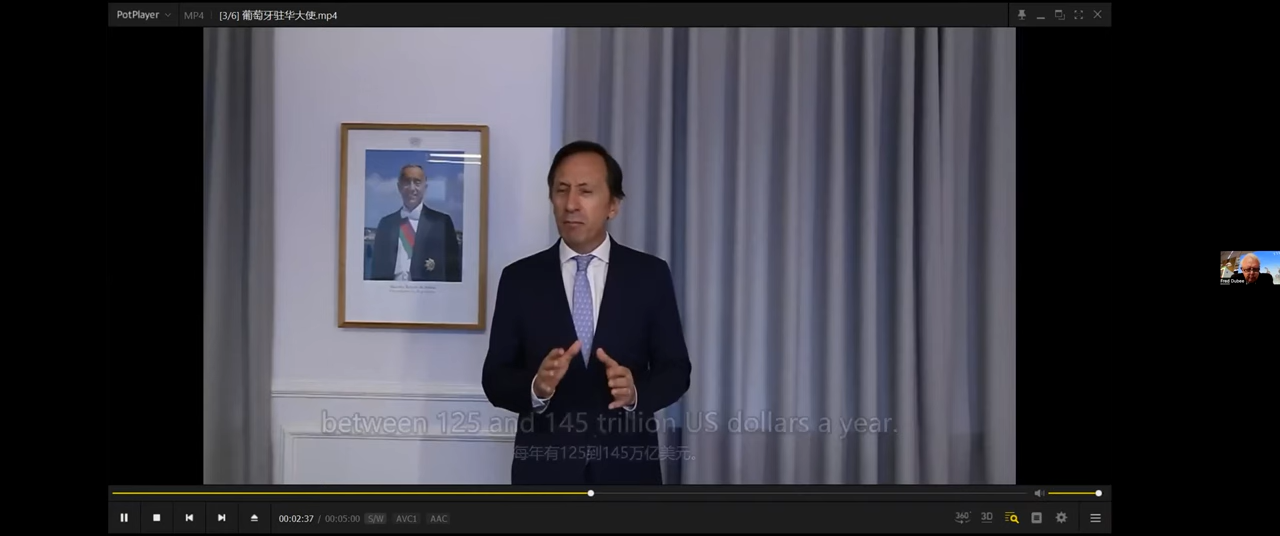 PotPlayer MP4 [3/6] 葡萄牙驻华大使.mp4
between 125 and 145 trillion US dollars a year.
每年有125到145万亿美元。
Fred Dubee
00:02:37 / 00:05:00 S/W AVC1 AAC
360° 3D